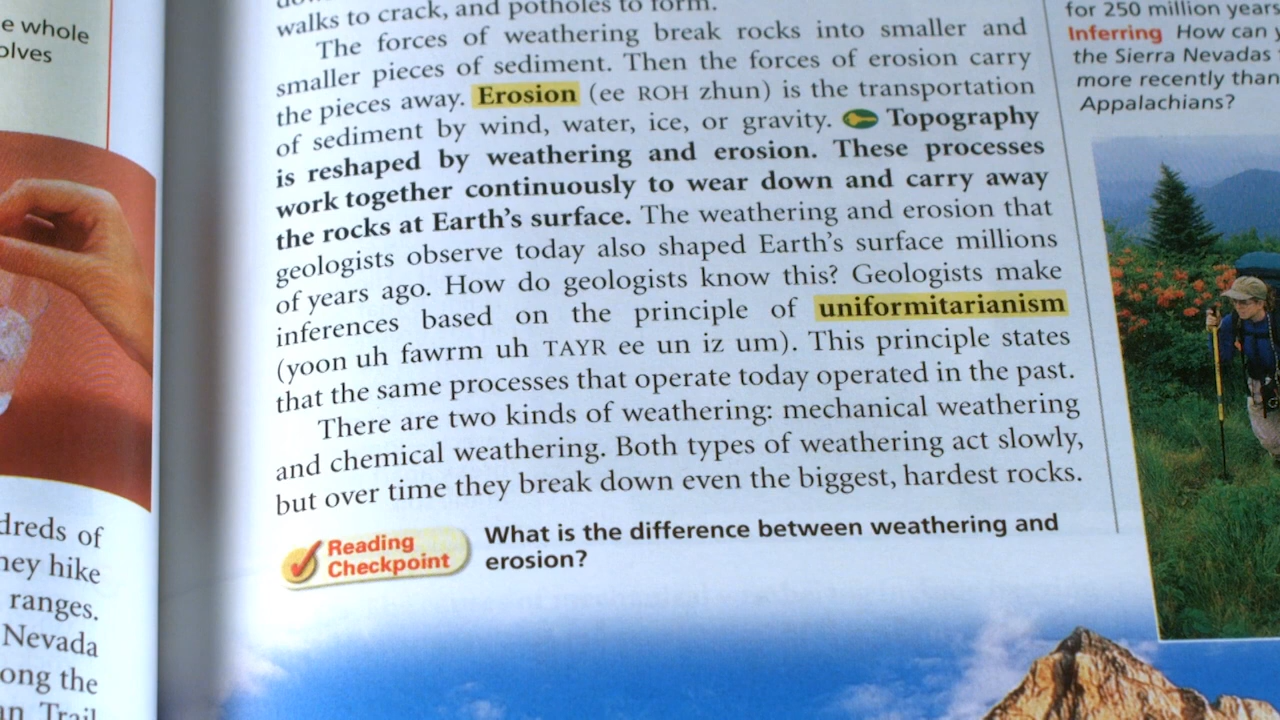 e whole
olves
dreds of
hey hike
ranges.
Nevada
ong the
an Trail
walks to crack, and potholes to form.
The forces of weathering break rocks into smaller and
smaller pieces of sediment. Then the forces of erosion carry
the pieces away. Erosion (ee ROH zhun) is the transportation
of sediment by wind, water, ice, or gravity. Topography
is reshaped by weathering and erosion. These processes
work together continuously to wear down and carry away
the rocks at Earth's surface. The weathering and erosion that
geologists observe today also shaped Earth's surface millions
of years ago. How do geologists know this? Geologists make
inferences based on the principle of uniformitarianism
(yoon uh fawrm uh TAYR ee un iz um). This principle states
that the same processes that operate today operated in the past.
There are two kinds of weathering: mechanical weathering
and chemical weathering. Both types of weathering act slowly,
but over time they break down even the biggest, hardest rocks.
Reading
Checkpoint
What is the difference between weathering and
erosion?
for 250 million years
Inferring How can y
the Sierra Nevadas
more recently than
Appalachians?